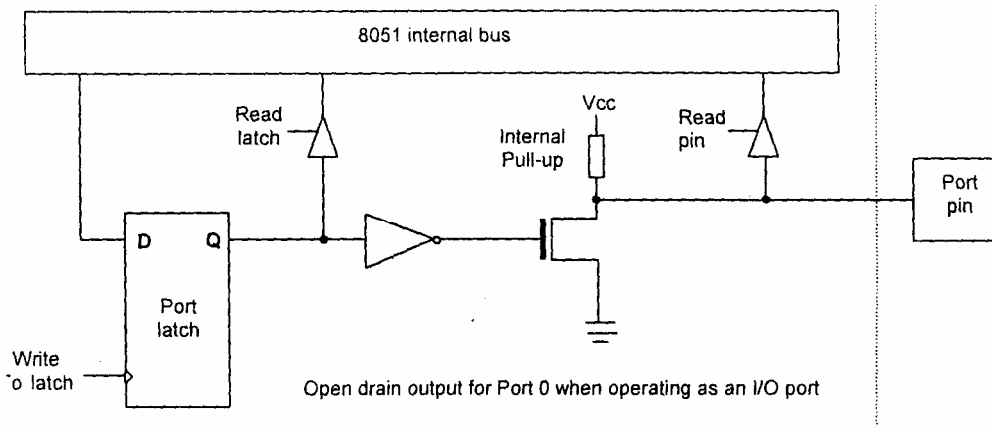 8051 internal bus
Read
latch
Vcc
Internal
Pull-up
Read
pin
Port
pin
D Q
Port
latch
Write
o latch
Open drain output for Port 0 when operating as an I/O port